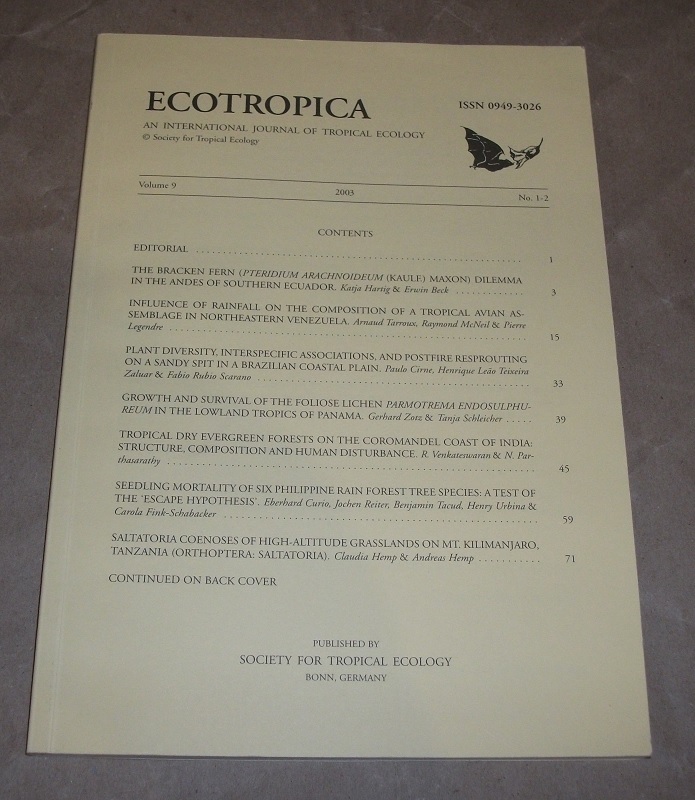 ECOTROPICA
ISSN 0949-3026
AN INTERNATIONAL JOURNAL OF TROPICAL ECOLOGY
© Society for Tropical Ecology
Volume 9 2003 No. 1-2
CONTENTS
EDITORIAL . . . . . . . . . . . . . . . . . . . . 1
THE BRACKEN FERN (PTERIDIUM ARACHNOIDEUM (KAULF) MAXON) DILEMMA
IN THE ANDES OF SOUTHERN ECUADOR. Katja Hartig & Erwin Beck . . . . . . . . . . . . 3
INFLUENCE OF RAINFALL ON THE COMPOSITION OF A TROPICAL AVIAN AS-
SEMBLAGE IN NORTHEASTERN VENEZUELA. Arnaud Tarroux, Raymond McNeil & Pierre
Legendre . . . . . . . . . . . . . . . . . . . . 15
PLANT DIVERSITY, INTERSPECIFIC ASSOCIATIONS, AND POSTFIRE RESPROUTING
ON A SANDY SPIT IN A BRAZILIAN COASTAL PLAIN. Paulo Cirne, Henrique Leão Teixeira
Zaluar & Fabio Rubio Scarano . . . . . . . . . . . . . . . . . . . . 33
GROWTH AND SURVIVAL OF THE FOLIOSE LICHEN PARMOTREMA ENDOSULPHU-
REUM IN THE LOWLAND TROPICS OF PANAMA. Gerhard Zotz & Tanja Schleicher . . . . . 39
TROPICAL DRY EVERGREEN FORESTS ON THE COROMANDEL COAST OF INDIA:
STRUCTURE, COMPOSITION AND HUMAN DISTURBANCE. R. Venkateswaran & N. Par-
thasarathy . . . . . . . . . . . . . . . . . . . . 45
SEEDLING MORTALITY OF SIX PHILIPPINE RAIN FOREST TREE SPECIES: A TEST OF
THE 'ESCAPE HYPOTHESIS'. Eberhard Curio, Jochen Reiter, Benjamin Tacud, Henry Urbina &
Carola Fink-Schabacker . . . . . . . . . . . . . . . . . . . . 59
SALTATORIA COENOSES OF HIGH-ALTITUDE GRASSLANDS ON MT. KILIMANJARO,
TANZANIA (ORTHOPTERA: SALTATORIA). Claudia Hemp & Andreas Hemp . . . . . . . . . . . 71
CONTINUED ON BACK COVER
PUBLISHED BY
SOCIETY FOR TROPICAL ECOLOGY
BONN, GERMANY